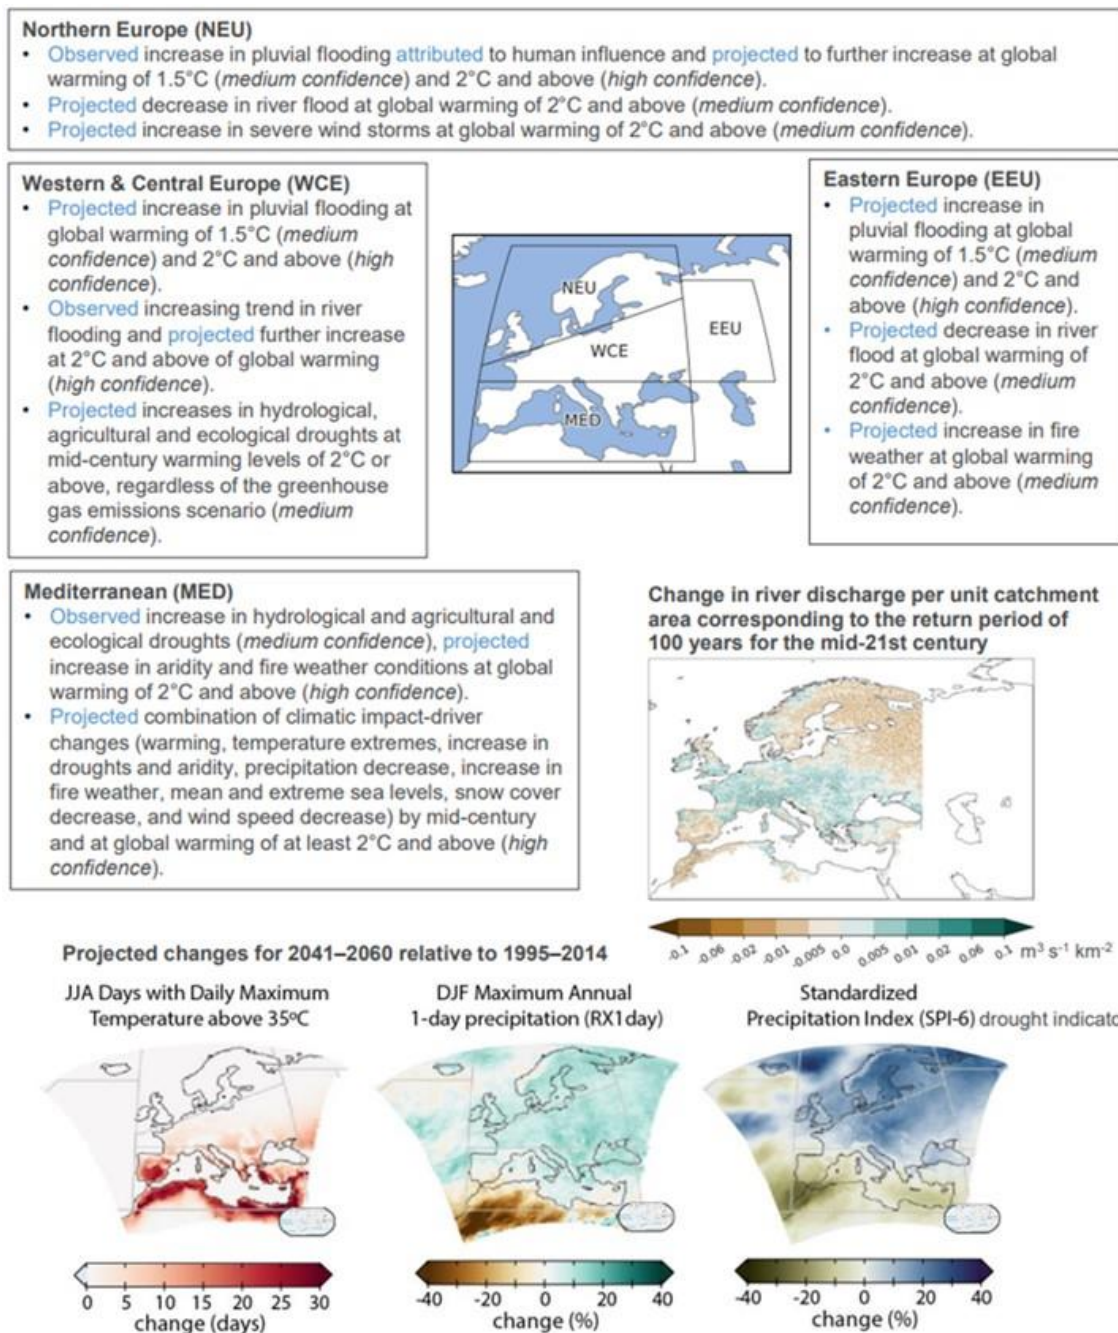 Northern Europe (NEU)
• Observed increase in pluvial flooding attributed to human influence and projected to further increase at global
warming of 1.5°C (medium confidence) and 2°C and above (high confidence).
• Projected decrease in river flood at global warming of 2°C and above (medium confidence).
• Projected increase in severe wind storms at global warming of 2°C and above (medium confidence).
Western & Central Europe (WCE)
• Projected increase in pluvial flooding at
global warming of 1.5°C (medium
confidence) and 2°C and above (high
confidence).
• Observed increasing trend in river
flooding and projected further increase
at 2°C and above of global warming
(high confidence).
• Projected increases in hydrological,
agricultural and ecological droughts at
mid-century warming levels of 2°C or
above, regardless of the greenhouse
gas emissions scenario (medium
confidence).
NEU
EEU
WCE
MED
Eastern Europe (EEU)
• Projected increase in
pluvial flooding at global
warming of 1.5°C (medium
confidence) and 2°C and
above (high confidence).
• Projected decrease in river
flood at global warming of
2°C and above (medium
confidence).
• Projected increase in fire
weather at global warming
of 2°C and above (medium
confidence).
Mediterranean (MED)
• Observed increase in hydrological and agricultural and
ecological droughts (medium confidence), projected
increase in aridity and fire weather conditions at global
warming of 2°C and above (high confidence).
• Projected combination of climatic impact-driver
changes (warming, temperature extremes, increase in
droughts and aridity, precipitation decrease, increase in
fire weather, mean and extreme sea levels, snow cover
decrease, and wind speed decrease) by mid-century
and at global warming of at least 2°C and above (high
confidence).
Change in river discharge per unit catchment
area corresponding to the return period of
100 years for the mid-21st century
-0.1 -0.06 -0.02 -0.01 -0.005 0.0 0.005 0.01 0.02 0.06 0.1 m³ s⁻¹ km⁻²
Projected changes for 2041–2060 relative to 1995–2014
JJA Days with Daily Maximum
Temperature above 35ºC
0 5 10 15 20 25 30
change (days)
DJF Maximum Annual
1-day precipitation (RX1day)
-40 -20 0 20 40
change (%)
Standardized
Precipitation Index (SPI-6) drought indicato
-40 -20 0 20 40
change (%)